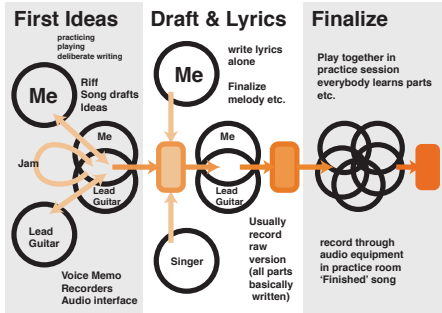 First Ideas
practicing
playing
deliberate writing
Me
Riff
Song drafts
Ideas
Me
Jam
Lead
Guitar
Lead
Guitar
Voice Memo
Recorders
Audio interface
Draft & Lyrics
Me
write lyrics
alone
Finalize
melody etc.
Me
Lead
Guitar
Singer
Usually
record
raw
version
(all parts
basically
written)
Finalize
Play together in
practice session
everybody learns parts
etc.
record through
audio equipment
in practice room
‘Finished’ song